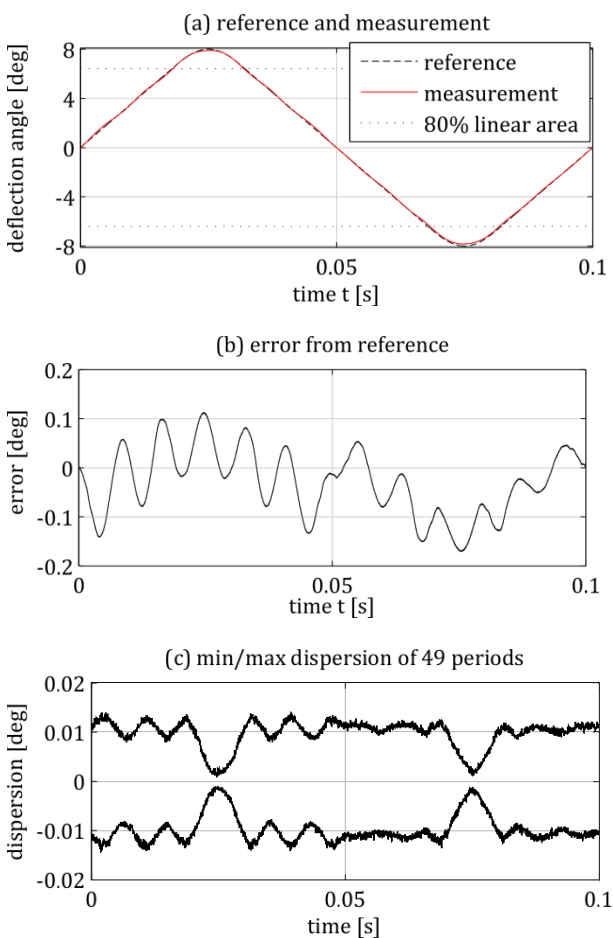 (a) reference and measurement
deflection angle [deg]
8
4
0
-4
-8
reference
measurement
80% linear area
0
0.05
0.1
time t [s]
(b) error from reference
error [deg]
0.2
0.1
0
-0.1
-0.2
0
0.05
0.1
time t [s]
(c) min/max dispersion of 49 periods
dispersion [deg]
0.02
0.01
0
-0.01
-0.02
0
0.05
0.1
time [s]